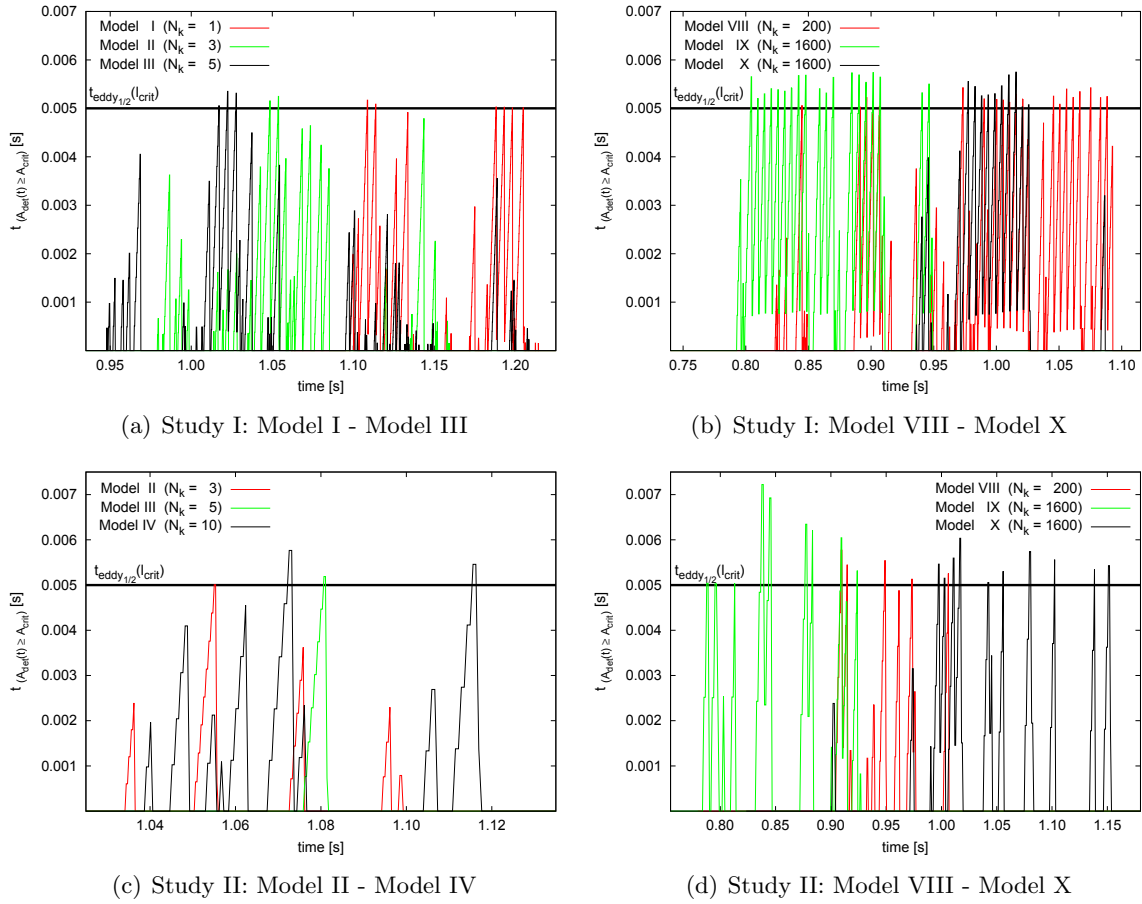 0.007
0.006
0.005
0.004
0.003
0.002
0.001
t (A_det(t) ≥ A_crit) [s]
Model I (N_k = 1)
Model II (N_k = 3)
Model III (N_k = 5)
t_eddy_1/2(l_crit)
0.95 1.00 1.05 1.10 1.15 1.20
time [s]
(a) Study I: Model I - Model III
0.007
0.006
0.005
0.004
0.003
0.002
0.001
t (A_det(t) ≥ A_crit) [s]
Model VIII (N_k = 200)
Model IX (N_k = 1600)
Model X (N_k = 1600)
t_eddy_1/2(l_crit)
0.75 0.80 0.85 0.90 0.95 1.00 1.05 1.10
time [s]
(b) Study I: Model VIII - Model X
0.007
0.006
0.005
0.004
0.003
0.002
0.001
t (A_det(t) ≥ A_crit) [s]
Model II (N_k = 3)
Model III (N_k = 5)
Model IV (N_k = 10)
t_eddy_1/2(l_crit)
1.04 1.06 1.08 1.10 1.12
time [s]
(c) Study II: Model II - Model IV
0.007
0.006
0.005
0.004
0.003
0.002
0.001
t (A_det(t) ≥ A_crit) [s]
Model VIII (N_k = 200)
Model IX (N_k = 1600)
Model X (N_k = 1600)
t_eddy_1/2(l_crit)
0.80 0.85 0.90 0.95 1.00 1.05 1.10 1.15
time [s]
(d) Study II: Model VIII - Model X